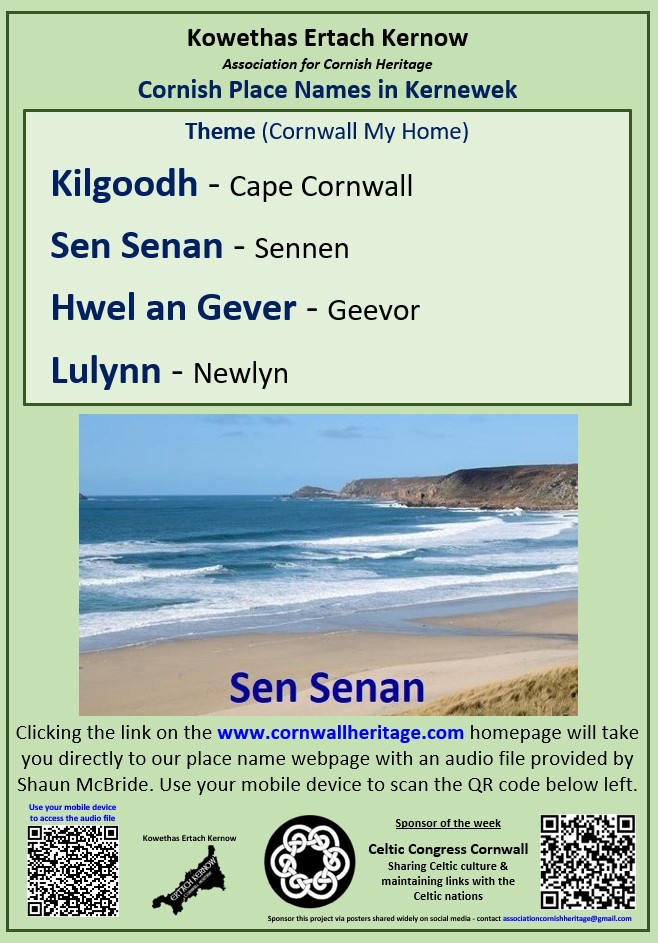 Kowethas Ertach Kernow
Association for Cornish Heritage
Cornish Place Names in Kernewek
Theme (Cornwall My Home)
Kilgoodh - Cape Cornwall
Sen Senan - Sennen
Hwel an Gever - Geevor
Lulynn - Newlyn
Sen Senan
Clicking the link on the www.cornwallheritage.com homepage will take
you directly to our place name webpage with an audio file provided by
Shaun McBride. Use your mobile device to scan the QR code below left.
Use your mobile device
to access the audio file
Kowethas Ertach Kernow
ERTACH KERNOW
Sponsor of the week
Celtic Congress Cornwall
Sharing Celtic culture &
maintaining links with the
Celtic nations
Sponsor this project via posters shared widely on social media - contact associationcornishheritage@gmail.com